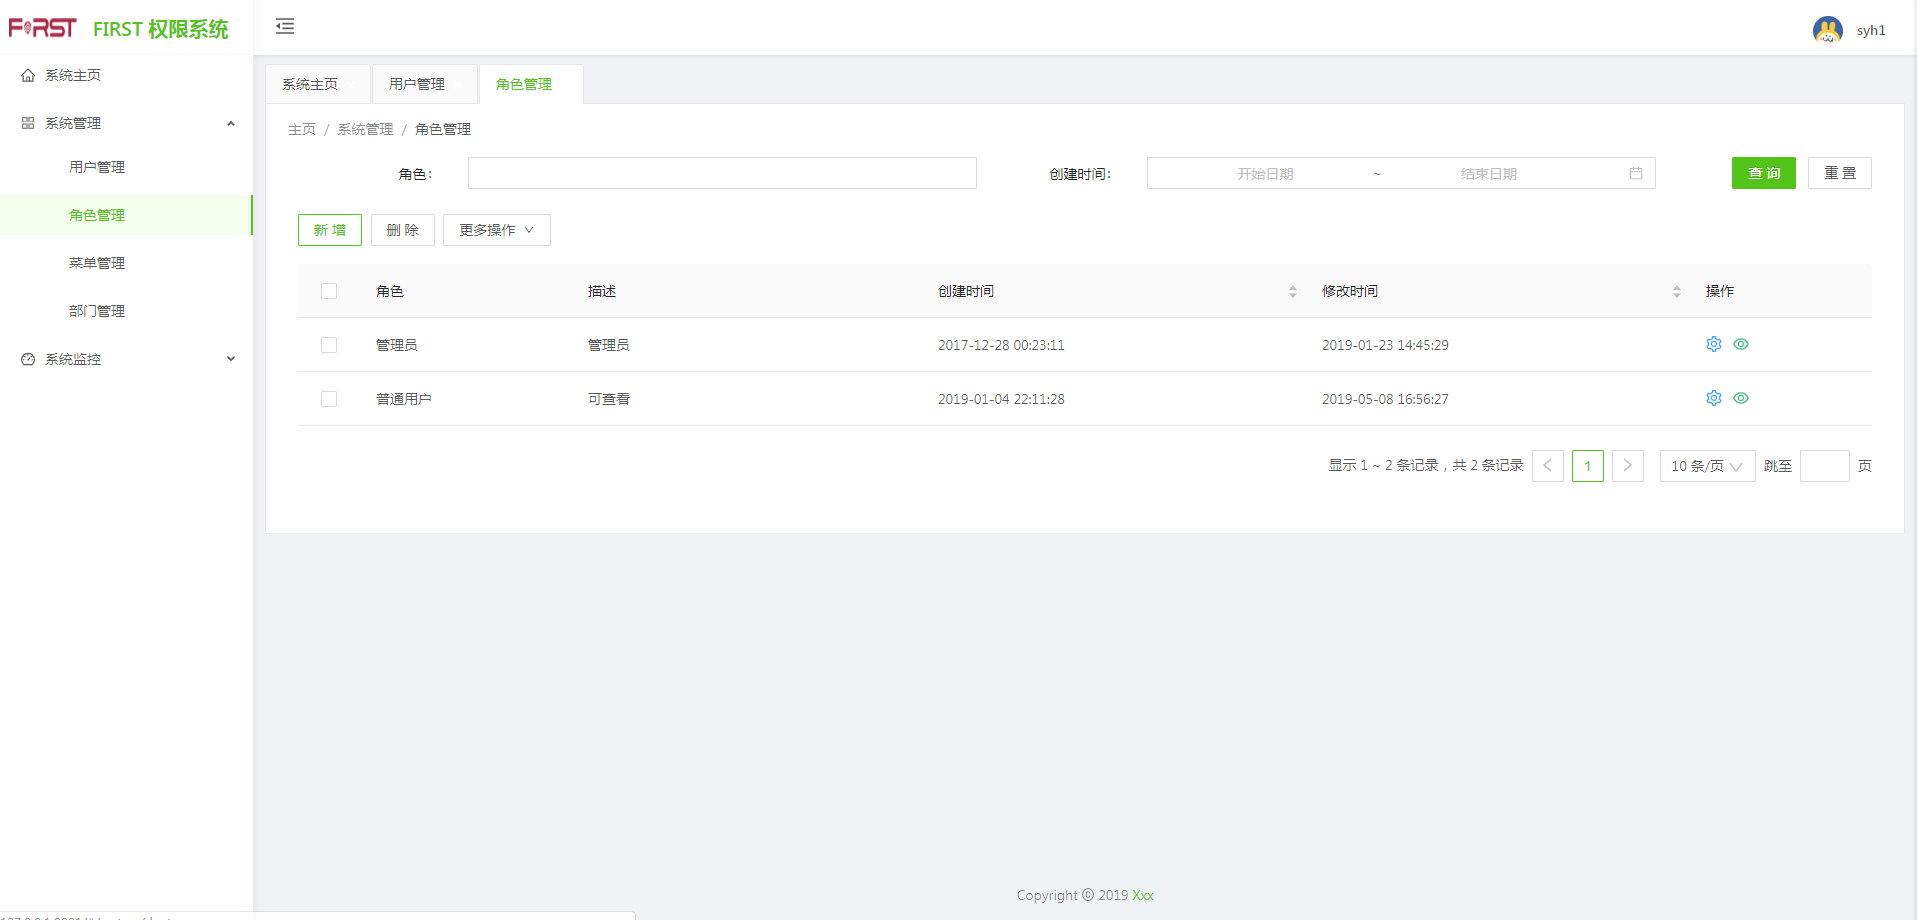 FIRST FIRST 权限系统
syh1
系统主页
系统管理
用户管理
角色管理
菜单管理
部门管理
系统监控
系统主页 用户管理 角色管理
主页 / 系统管理 / 角色管理
角色： 创建时间： 开始日期 ~ 结束日期 查 询 重 置
新 增 删 除 更多操作
角色 描述 创建时间 修改时间 操作
管理员 管理员 2017-12-28 00:23:11 2019-01-23 14:45:29
普通用户 可查看 2019-01-04 22:11:28 2019-05-08 16:56:27
显示 1 ~ 2 条记录，共 2 条记录 1 10 条/页 跳至 页
Copyright © 2019 Xxx